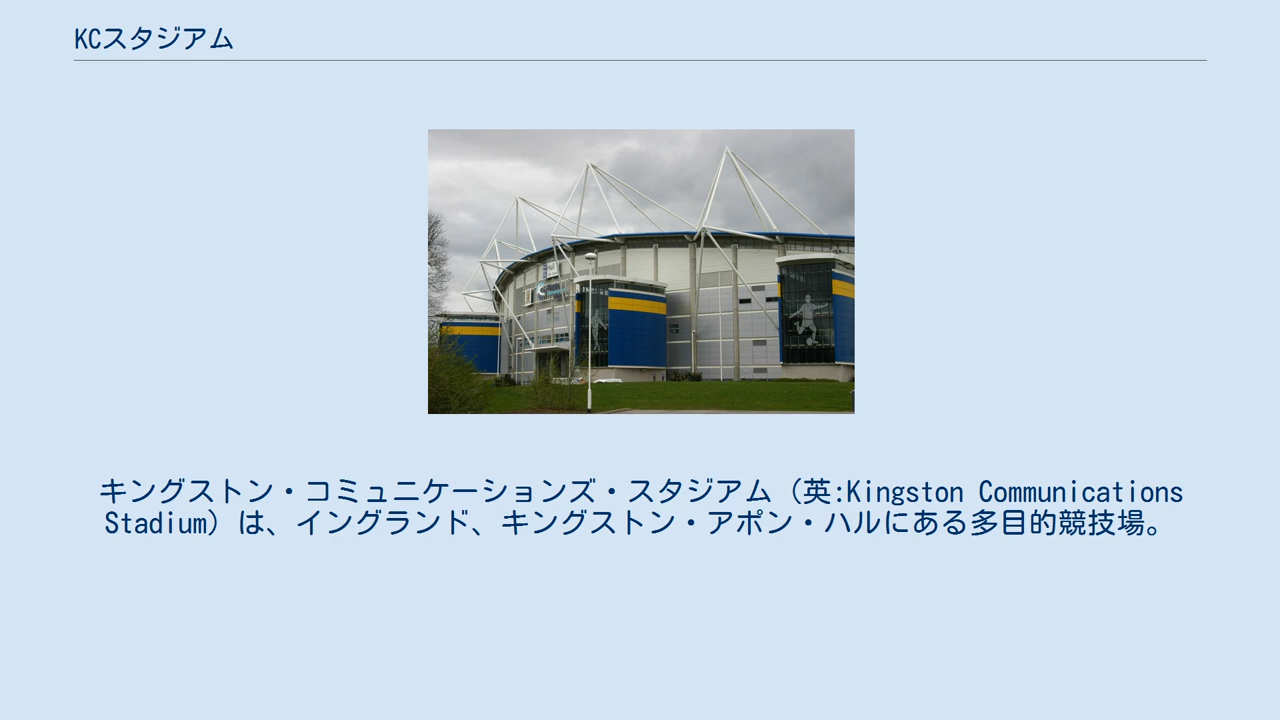 KCスタジアム
キングストン・コミュニケーションズ・スタジアム（英:Kingston Communications
Stadium）は、イングランド、キングストン・アポン・ハルにある多目的競技場。